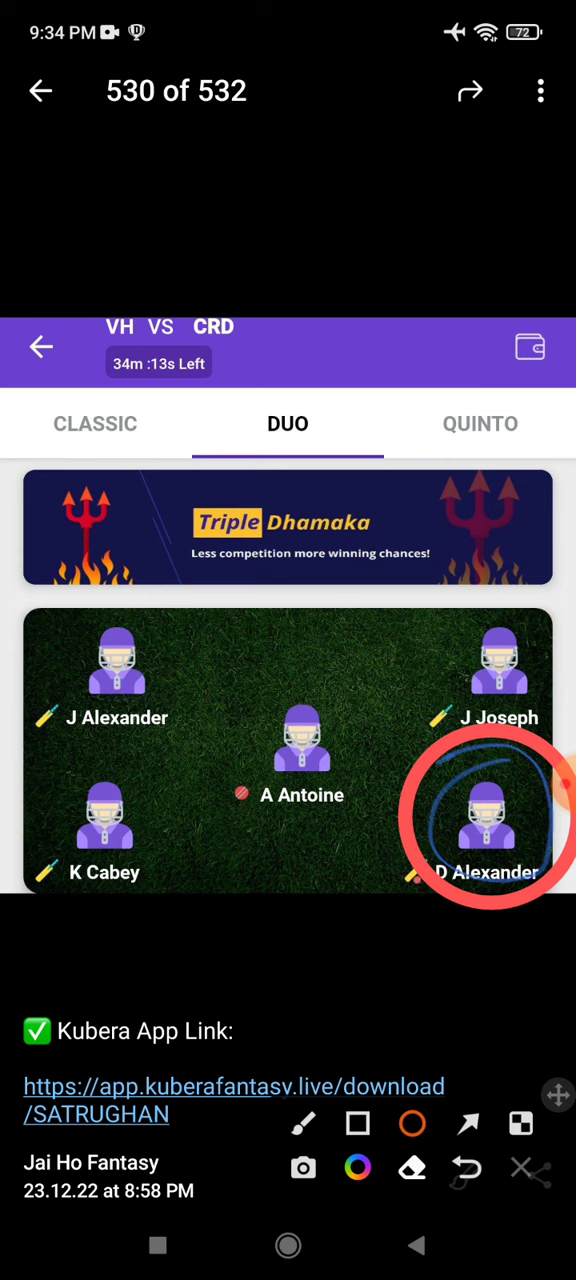 9:34 PM
72
530 of 532
VH VS CRD
34m :13s Left
CLASSIC DUO QUINTO
Triple Dhamaka
Less competition more winning chances!
J Alexander
J Joseph
A Antoine
K Cabey
D Alexander
✅ Kubera App Link:
https://app.kuberafantasy.live/download
/SATRUGHAN
Jai Ho Fantasy
23.12.22 at 8:58 PM